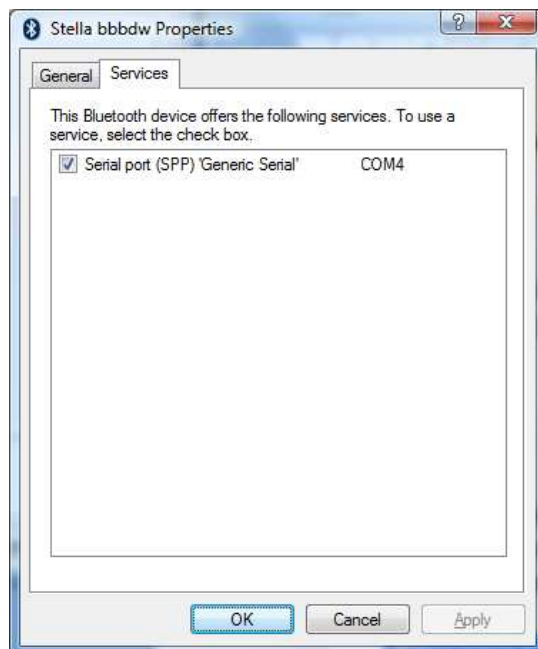 Stella bbbdw Properties
General Services
This Bluetooth device offers the following services. To use a
service, select the check box.
Serial port (SPP) 'Generic Serial' COM4
OK Cancel Apply